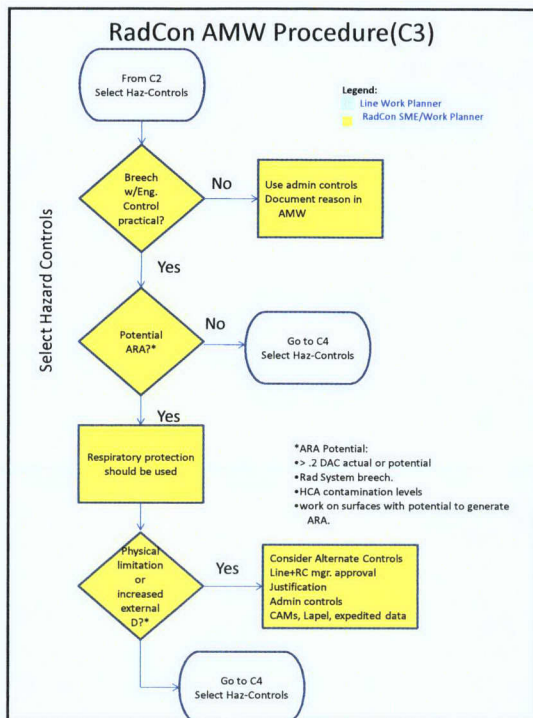 RadCon AMW Procedure(C3)
From C2
Select Haz-Controls
Legend:
Line Work Planner
RadCon SME/Work Planner
Breech
w/Eng.
Control
practical?
No
Use admin controls
Document reason in
AMW
Yes
Select Hazard Controls
Potential
ARA?*
No
Go to C4
Select Haz-Controls
Yes
Respiratory protection
should be used
*ARA Potential:
•> .2 DAC actual or potential
•Rad System breech.
•HCA contamination levels
•work on surfaces with potential to generate
ARA.
Physical
limitation
or
increased
external
D?*
Yes
Consider Alternate Controls
Line+RC mgr. approval
Justification
Admin controls
CAMs, Lapel, expedited data
Go to C4
Select Haz-Controls